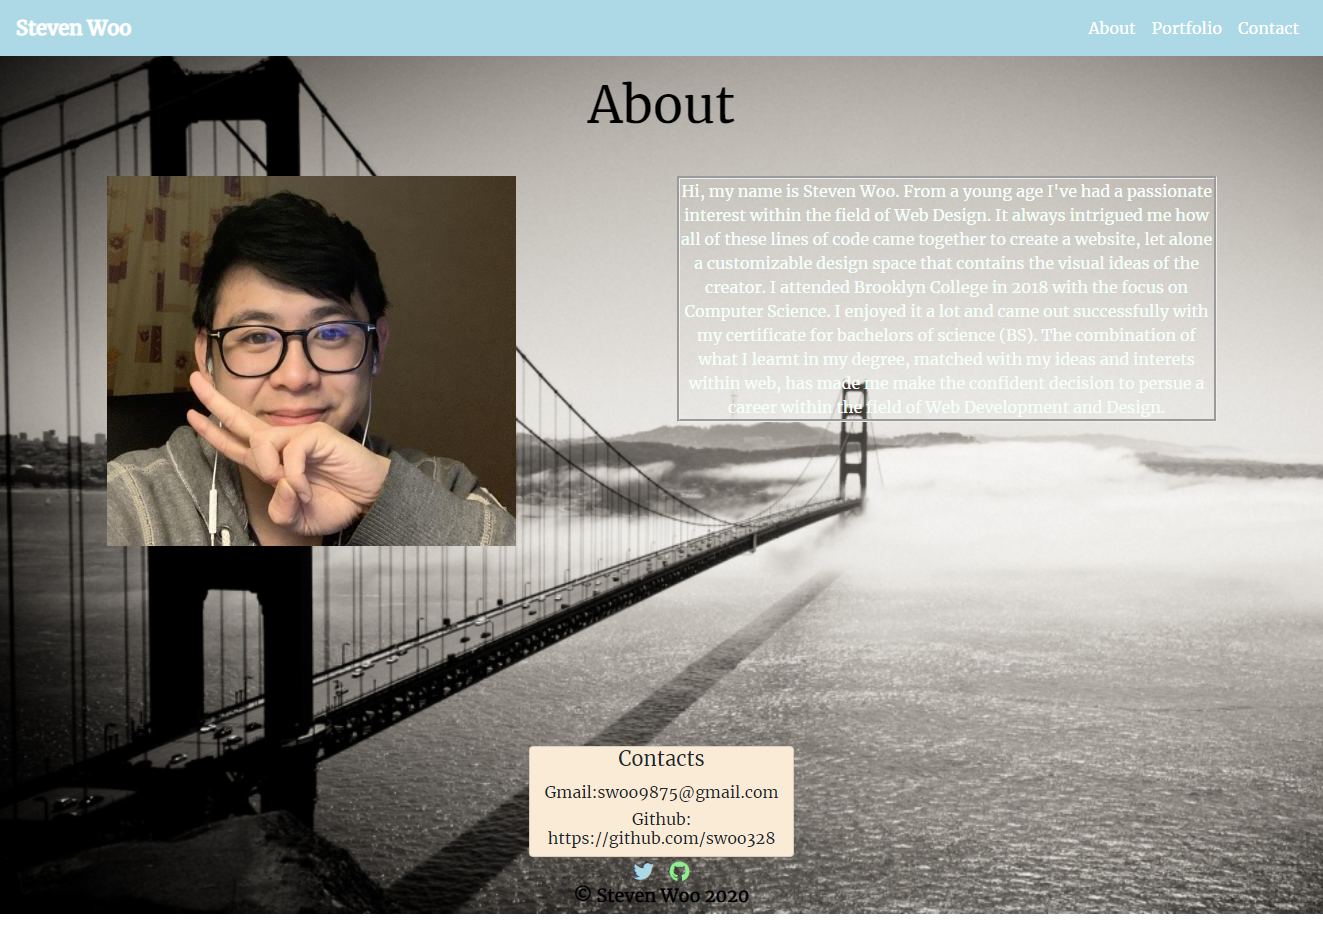 Steven Woo
About Portfolio Contact
About
Hi, my name is Steven Woo. From a young age I've had a passionate
interest within the field of Web Design. It always intrigued me how
all of these lines of code came together to create a website, let alone
a customizable design space that contains the visual ideas of the
creator. I attended Brooklyn College in 2018 with the focus on
Computer Science. I enjoyed it a lot and came out successfully with
my certificate for bachelors of science (BS). The combination of
what I learnt in my degree, matched with my ideas and interets
within web, has made me make the confident decision to persue a
career within the field of Web Development and Design.
Contacts
Gmail:swoo9875@gmail.com
Github:
https://github.com/swoo328
© Steven Woo 2020